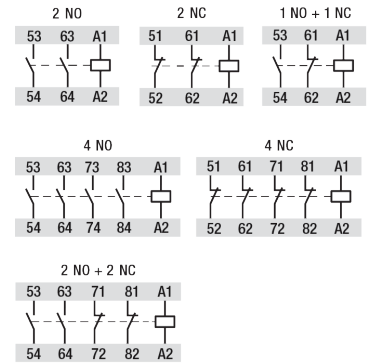 2 NO
53 63 A1
54 64 A2
2 NC
51 61 A1
52 62 A2
1 NO + 1 NC
53 61 A1
54 62 A2
4 NO
53 63 73 83 A1
54 64 74 84 A2
4 NC
51 61 71 81 A1
52 62 72 82 A2
2 NO + 2 NC
53 63 71 81 A1
54 64 72 82 A2